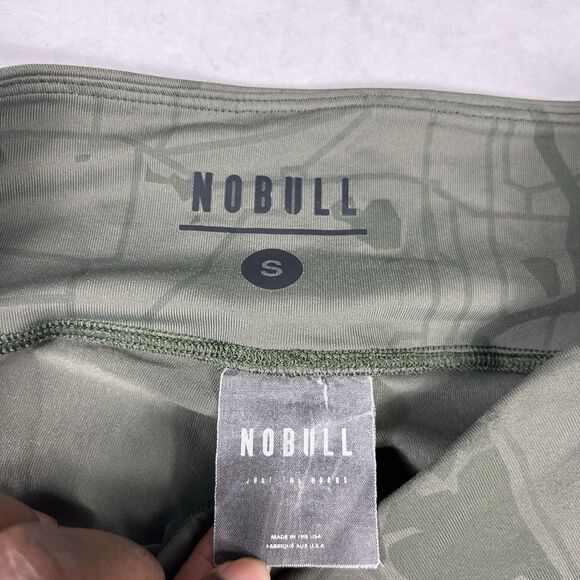 NOBULL
S
NOBULL
JUST THE WORDS
MADE IN THE USA
FABRIQUÉ AUX U.S.A